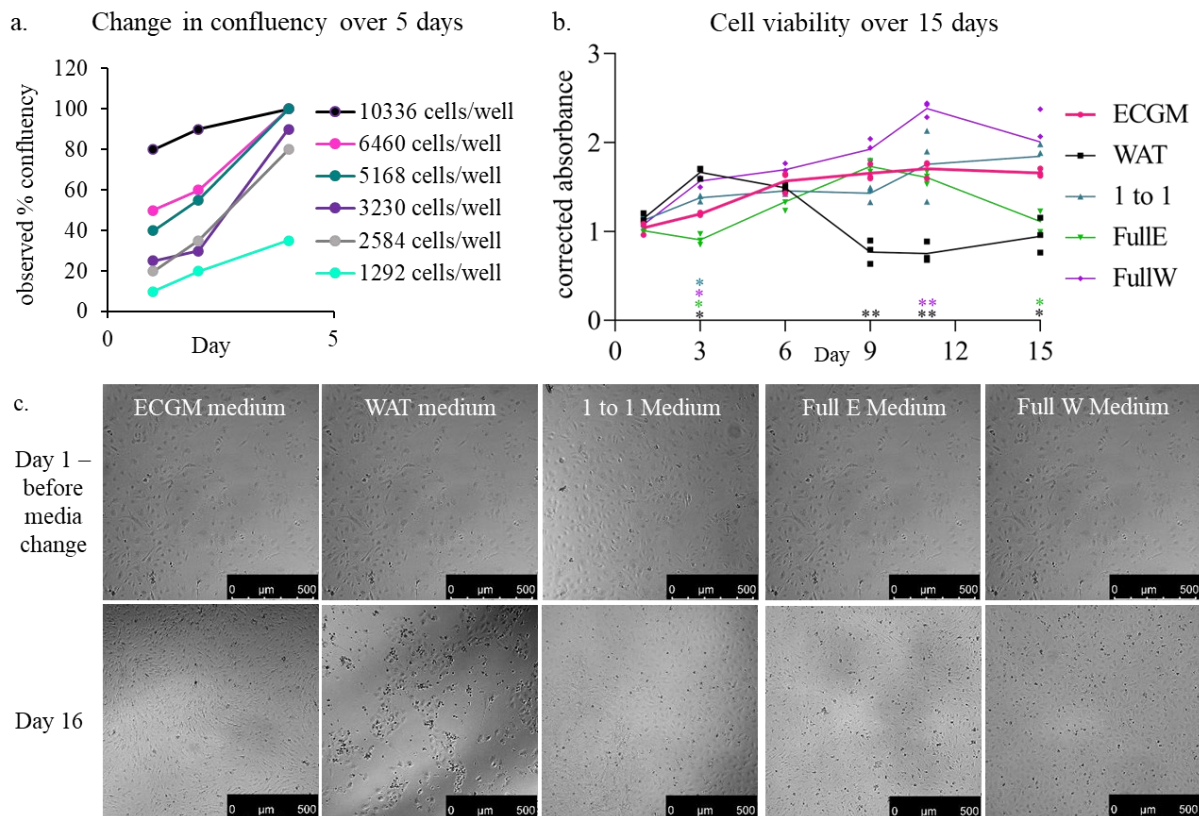 a. Change in confluency over 5 days
observed % confluency
120
100
80
60
40
20
0
0 5
Day
10336 cells/well
6460 cells/well
5168 cells/well
3230 cells/well
2584 cells/well
1292 cells/well
b. Cell viability over 15 days
corrected absorbance
3
2
1
0
* * * * ** ** ** * *
0 3 6 9 12 15
Day
ECGM
WAT
1 to 1
FullE
FullW
c.
ECGM medium WAT medium 1 to 1 Medium Full E Medium Full W Medium
Day 1 –
before
media
change
0 µm 500 0 µm 500 0 µm 500 0 µm 500 0 µm 500
Day 16
0 µm 500 0 µm 500 0 µm 500 0 µm 500 0 µm 500